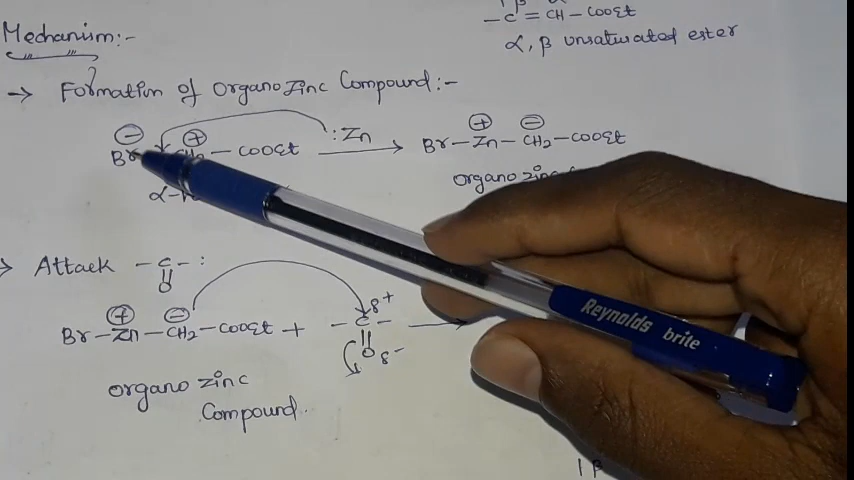 β
-C = CH - COOEt
Mechanism:-
α, β unsaturated ester
→ Formation of Organo Zinc Compound:-
⊖ ⊕ ⊕ ⊖
Br CH2 - COOEt :Zn → Br - Zn - CH2 - COOEt
α- organo zinc
→ Attack -C- :
O
⊕ ⊖ δ+
Br - Zn - CH2 - COOEt + - C - →
O δ-
organo zinc
Compound.
Reynolds brite
| β